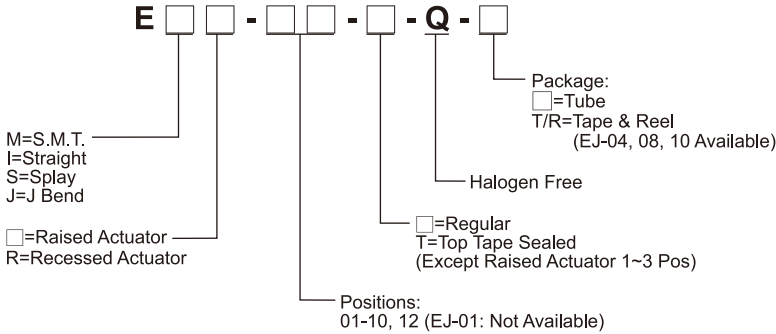 E □ □ - □ □ - □ - Q - □
Package:
□=Tube
T/R=Tape & Reel
(EJ-04, 08, 10 Available)
M=S.M.T.
I=Straight
S=Splay
J=J Bend
Halogen Free
□=Raised Actuator
R=Recessed Actuator
□=Regular
T=Top Tape Sealed
(Except Raised Actuator 1~3 Pos)
Positions:
01-10, 12 (EJ-01: Not Available)